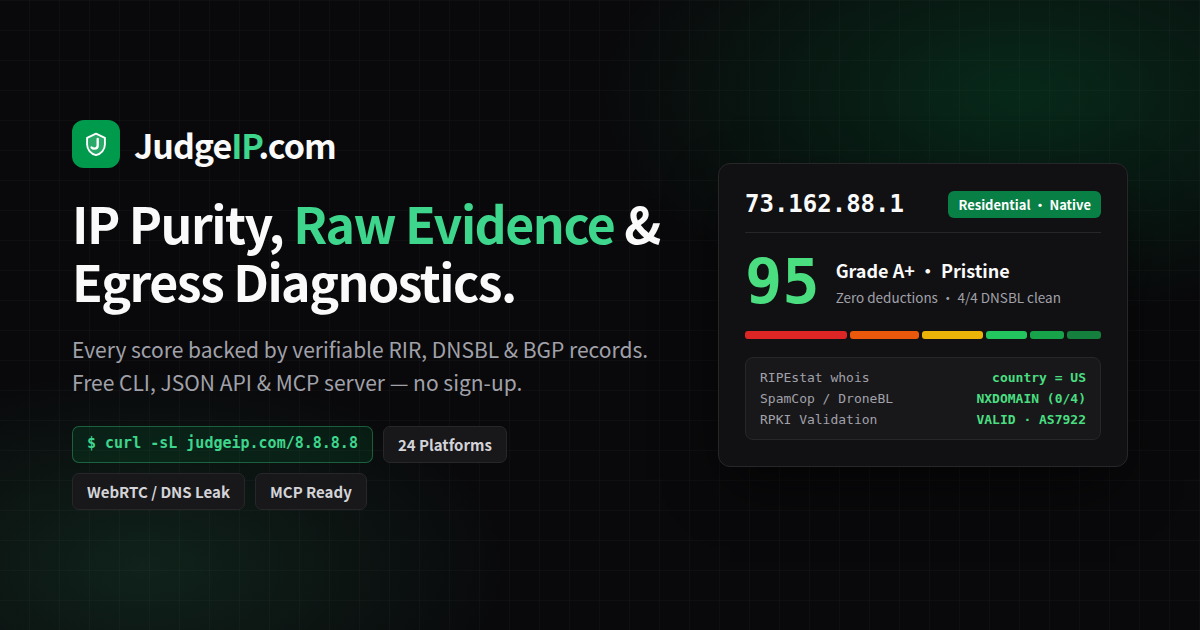 JudgeIP.com
IP Purity, Raw Evidence &
Egress Diagnostics.
Every score backed by verifiable RIR, DNSBL & BGP records.
Free CLI, JSON API & MCP server — no sign-up.
$ curl -sL judgeip.com/8.8.8.8
24 Platforms
WebRTC / DNS Leak
MCP Ready
73.162.88.1
Residential • Native
95
Grade A+ • Pristine
Zero deductions • 4/4 DNSBL clean
RIPEstat whois country = US
SpamCop / DroneBL NXDOMAIN (0/4)
RPKI Validation VALID · AS7922